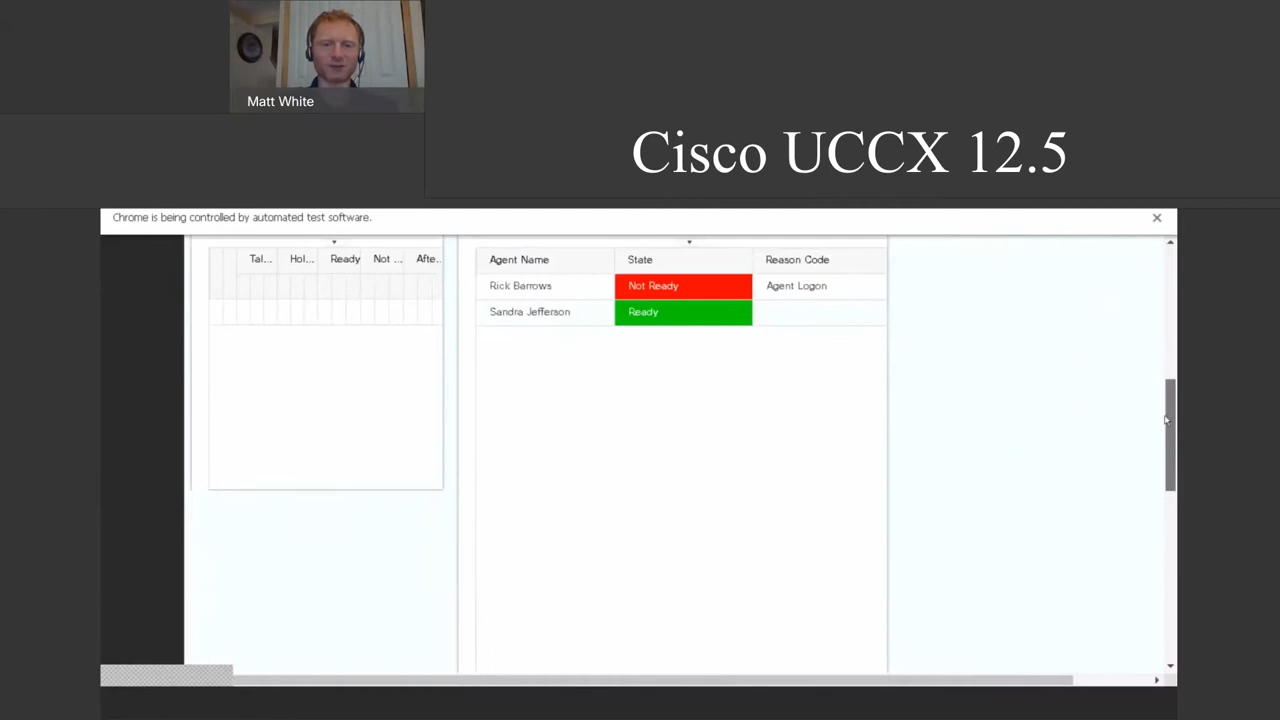 Matt White
Cisco UCCX 12.5
Chrome is being controlled by automated test software.
Tal... Hol... Ready Not ... Afte..
Agent Name State Reason Code
Rick Barrows Not Ready Agent Logon
Sandra Jefferson Ready